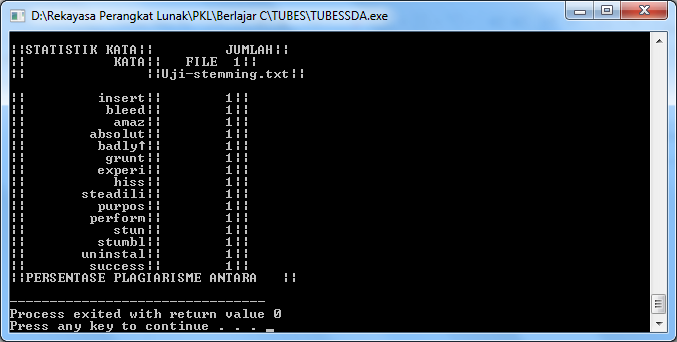 D:\Rekayasa Perangkat Lunak\PKL\Berlajar C\TUBES\TUBESSDA.exe
||STATISTIK KATA||         JUMLAH||
||           KATA||   FILE  1||
||               ||Uji-stemming.txt||
||         insert||        1||
||          bleed||        1||
||           amaz||        1||
||        absolut||        1||
||         badly↑||        1||
||          grunt||        1||
||         experi||        1||
||           hiss||        1||
||       steadili||        1||
||         purpos||        1||
||        perform||        1||
||           stun||        1||
||         stumbl||        1||
||       uninstal||        1||
||        success||        1||
||PERSENTASE PLAGIARISME ANTARA   ||
--------------------------------
Process exited with return value 0
Press any key to continue . . . _